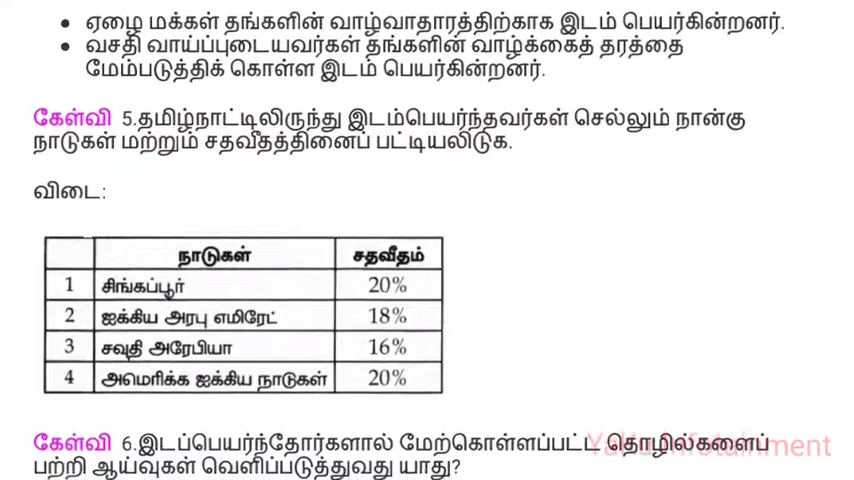 • ஏழை மக்கள் தங்களின் வாழ்வாதாரத்திற்காக இடம் பெயர்கின்றனர்.
• வசதி வாய்ப்புடையவர்கள் தங்களின் வாழ்க்கைத் தரத்தை
மேம்படுத்திக் கொள்ள இடம் பெயர்கின்றனர்.
கேள்வி 5.தமிழ்நாட்டிலிருந்து இடம்பெயர்ந்தவர்கள் செல்லும் நான்கு
நாடுகள் மற்றும் சதவீதத்தினைப் பட்டியலிடுக.
விடை:
நாடுகள் சதவீதம்
1 சிங்கப்பூர் 20%
2 ஐக்கிய அரபு எமிரேட் 18%
3 சவுதி அரேபியா 16%
4 அமெரிக்க ஐக்கிய நாடுகள் 20%
கேள்வி 6.இடப்பெயர்ந்தோர்களால் மேற்கொள்ளப்பட்ட தொழில்களைப்
பற்றி ஆய்வுகள் வெளிப்படுத்துவது யாது?